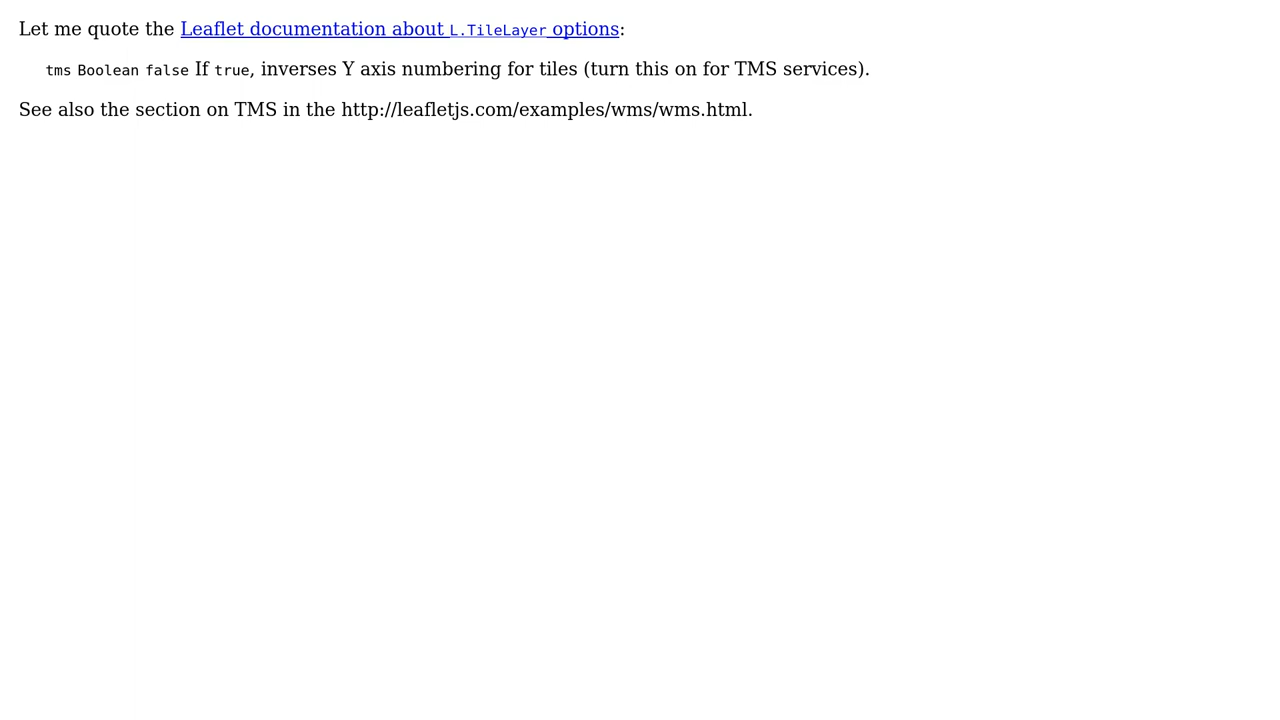 Let me quote the Leaflet documentation about L.TileLayer options:
tms Boolean false If true, inverses Y axis numbering for tiles (turn this on for TMS services).
See also the section on TMS in the http://leafletjs.com/examples/wms/wms.html.